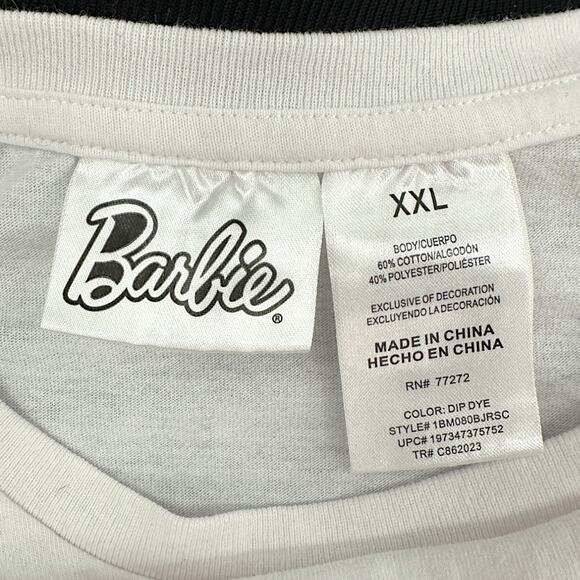 Barbie®
XXL
BODY/CUERPO
60% COTTON/ALGODÓN
40% POLYESTER/POLIÉSTER
EXCLUSIVE OF DECORATION
EXCLUYENDO LA DECORACIÓN
MADE IN CHINA
HECHO EN CHINA
RN# 77272
COLOR: DIP DYE
STYLE# 1BM080BJRSC
UPC# 197347375752
TR# C862023